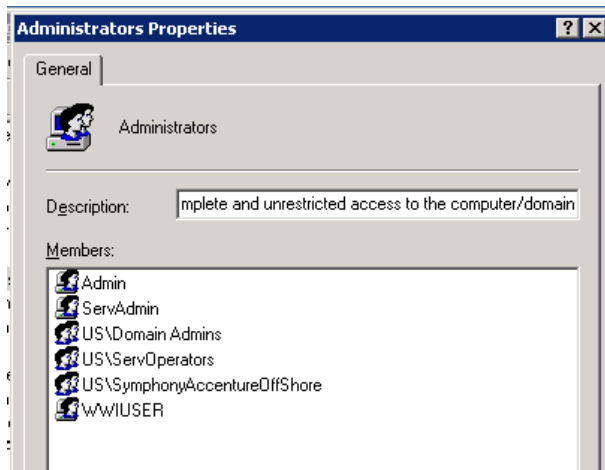 Administrators Properties
General
Administrators
Description: mplete and unrestricted access to the computer/domain
Members:
Admin
ServAdmin
US\Domain Admins
US\ServOperators
US\SymphonyAccentureOffShore
WWIUSER